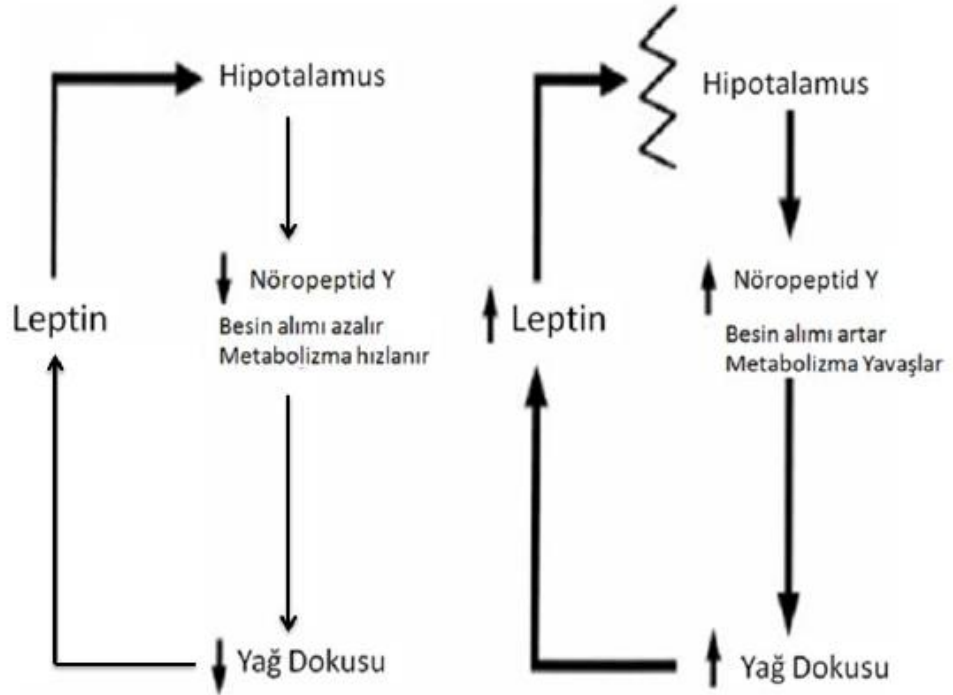 Hipotalamus
Nöropeptid Y
Besin alımı azalır
Metabolizma hızlanır
Leptin
Yağ Dokusu
Hipotalamus
Nöropeptid Y
Besin alımı artar
Metabolizma Yavaşlar
Leptin
Yağ Dokusu